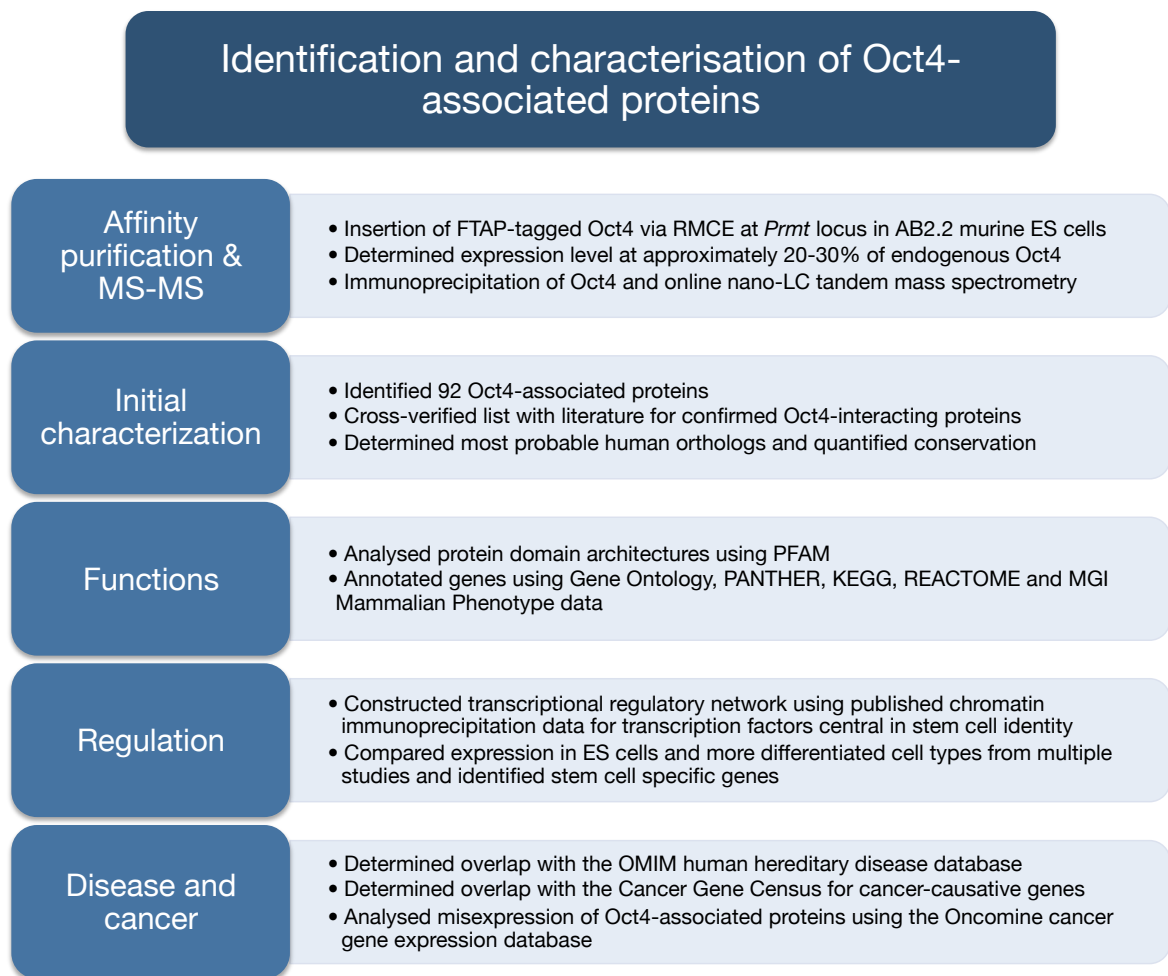 Identification and characterisation of Oct4-
associated proteins
Affinity
purification &
MS-MS
• Insertion of FTAP-tagged Oct4 via RMCE at Prmt locus in AB2.2 murine ES cells
• Determined expression level at approximately 20-30% of endogenous Oct4
• Immunoprecipitation of Oct4 and online nano-LC tandem mass spectrometry
Initial
characterization
• Identified 92 Oct4-associated proteins
• Cross-verified list with literature for confirmed Oct4-interacting proteins
• Determined most probable human orthologs and quantified conservation
Functions
• Analysed protein domain architectures using PFAM
• Annotated genes using Gene Ontology, PANTHER, KEGG, REACTOME and MGI
Mammalian Phenotype data
Regulation
• Constructed transcriptional regulatory network using published chromatin
immunoprecipitation data for transcription factors central in stem cell identity
• Compared expression in ES cells and more differentiated cell types from multiple
studies and identified stem cell specific genes
Disease and
cancer
• Determined overlap with the OMIM human hereditary disease database
• Determined overlap with the Cancer Gene Census for cancer-causative genes
• Analysed misexpression of Oct4-associated proteins using the Oncomine cancer
gene expression database